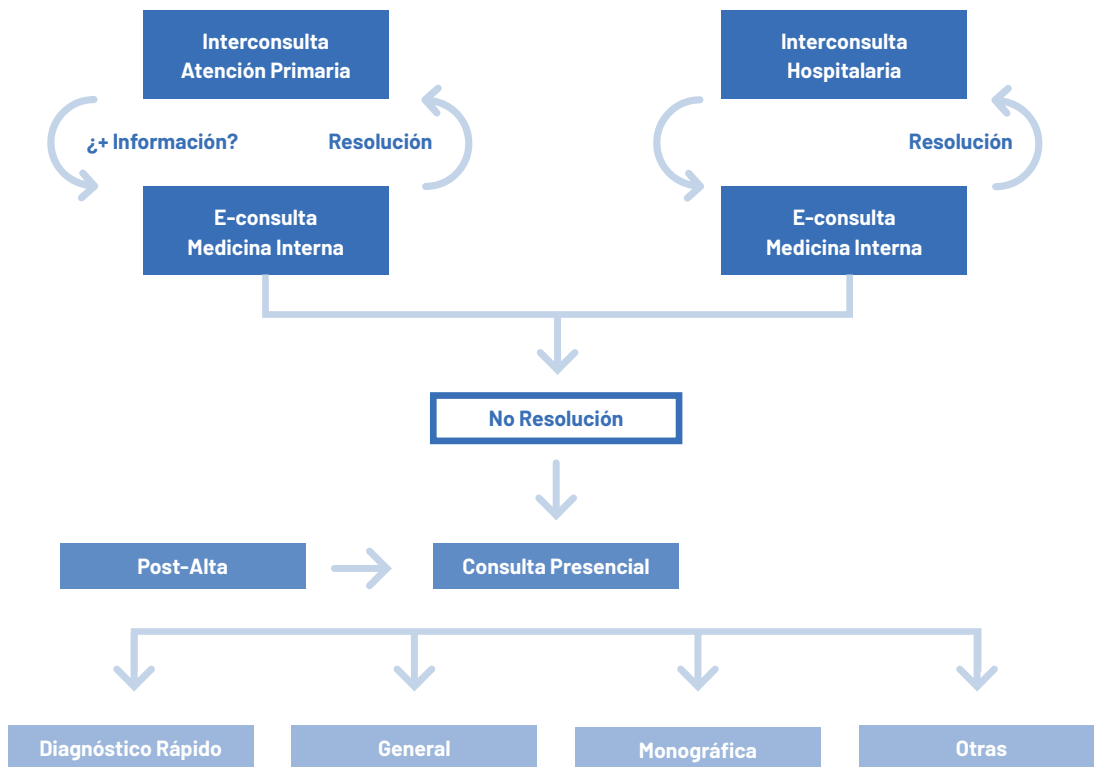 Interconsulta
Atención Primaria
Interconsulta
Hospitalaria
¿+ Información?
Resolución
Resolución
E-consulta
Medicina Interna
E-consulta
Medicina Interna
No Resolución
Post-Alta
Consulta Presencial
Diagnóstico Rápido
General
Monográfica
Otras